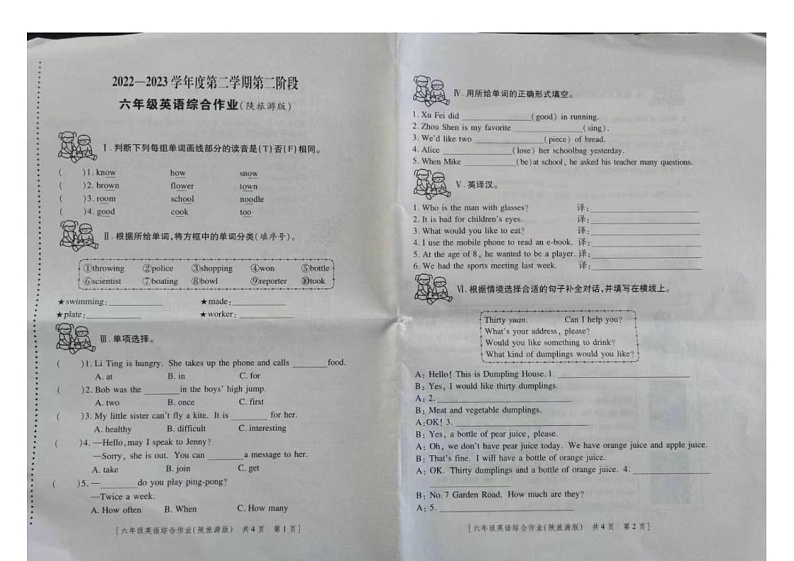 2022—2023 学年度第二学期第二阶段
六年级英语综合作业(陕旅游版)
Ⅰ.判断下列每组单词画线部分的读音是(T)否(F)相同。
( )1. know how snow
( )2. brown flower town
( )3. room school noodle
( )4. good cook too
Ⅱ.根据所给单词,将方框中的单词分类(填序号)。
①throwing ②police ③shopping ④won ⑤bottle
⑥scientist ⑦boating ⑧bowl ⑨reporter ⑩took
★swimming: ★made:
★plate: ★worker:
Ⅲ.单项选择。
( )1. Li Ting is hungry. She takes up the phone and calls ______ food.
A. at B. in C. for
( )2. Bob was the ______ in the boys' high jump.
A. two B. once C. first
( )3. My little sister can't fly a kite. It is ______ for her.
A. healthy B. difficult C. interesting
( )4. —Hello,may I speak to Jenny?
—Sorry, she is out. You can ______ a message to her.
A. take B. join C. get
( )5. —______ do you play ping-pong?
—Twice a week.
A. How often B. When C. How many
[六年级英语综合作业(陕旅游版) 共4页 第1页]
Ⅳ.用所给单词的正确形式填空。
1. Xu Fei did ______ (good) in running.
2. Zhou Shen is my favorite ______ (sing).
3. We'd like two ______ (piece) of bread.
4. Alice ______ (lose) her schoolbag yesterday.
5. When Mike ______ (be)at school, he asked his teacher many questions.
Ⅴ.英译汉。
1. Who is the man with glasses? 译:
2. It is bad for children's eyes. 译:
3. What would you like to eat? 译:
4. I use the mobile phone to read an e-book. 译:
5. At the age of 8, he wanted to be a player. 译:
6. We had the sports meeting last week. 译:
Ⅵ.根据情境选择合适的句子补全对话,并填写在横线上。
Thirty yuan. Can I help you?
What's your address, please?
Would you like something to drink?
What kind of dumplings would you like?
A: Hello! This is Dumpling House. 1.
B: Yes, I would like thirty dumplings.
A: 2.
B: Meat and vegetable dumplings.
A:OK! 3.
B: Yes, a bottle of pear juice, please.
A: Oh, we don't have pear juice today. We have orange juice and apple juice.
B: That's fine. I will have a bottle of orange juice.
A: OK. Thirty dumplings and a bottle of orange juice. 4.
B: No. 7 Garden Road. How much are they?
A: 5.
[六年级英语综合作业(陕旅游版) 共4页 第2页]